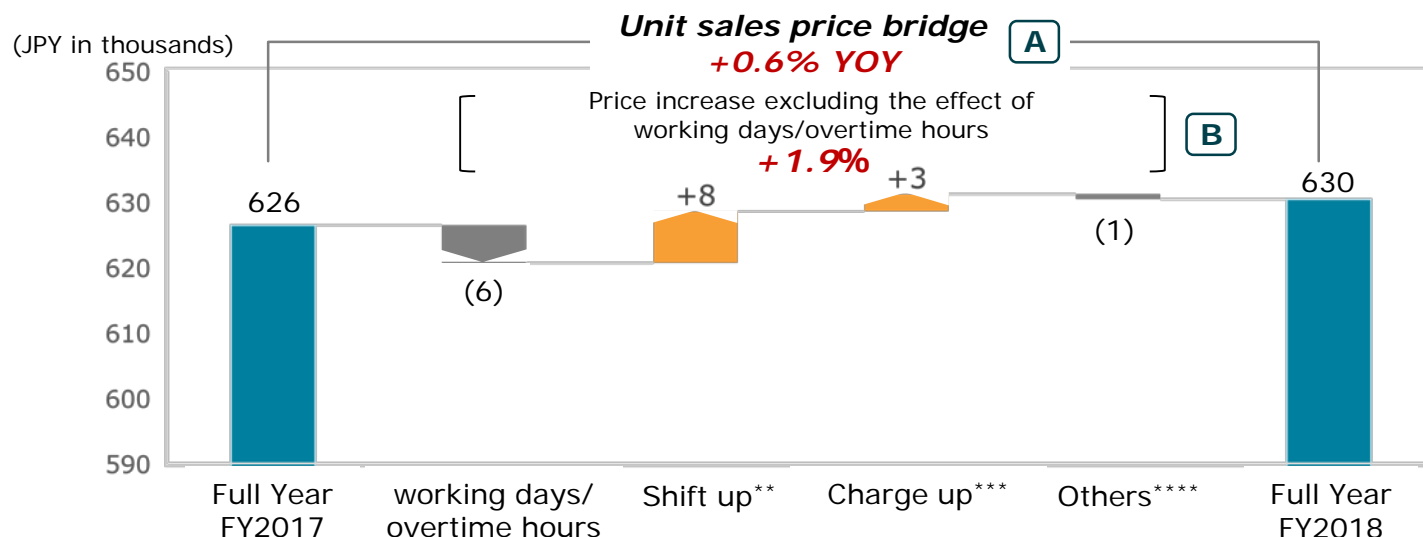 Unit sales price bridge
A
(JPY in thousands)
+0.6% YOY
650
Price increase excluding the effect of
working days/overtime hours
B
+1.9%
640
630
620
610
600
590
626
(6)
+8
+3
(1)
630
Full Year
FY2017
working days/
overtime hours
Shift up**
Charge up***
Others****
Full Year
FY2018